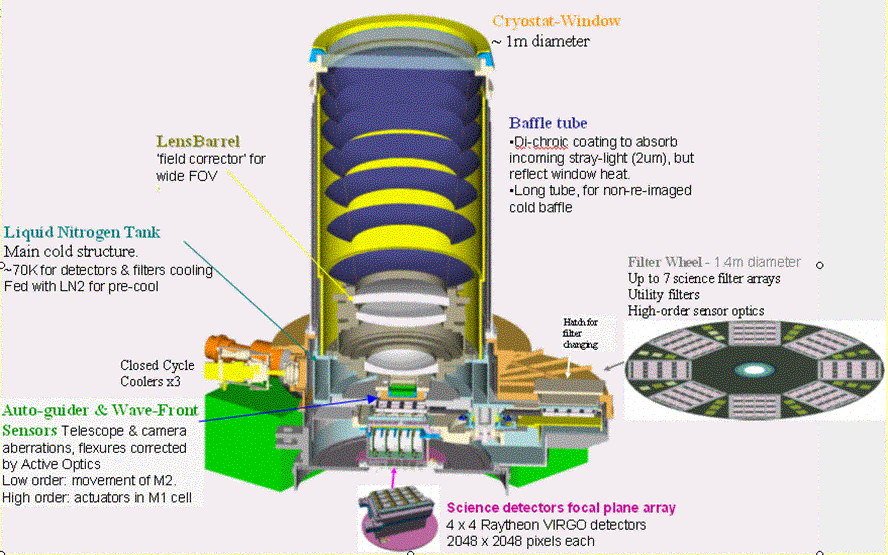 Cryostat-Window
~ 1m diameter
LensBarrel
'field corrector' for
wide FOV
Baffle tube
•Di-chroic coating to absorb
incoming stray-light (2um), but
reflect window heat.
•Long tube, for non-re-imaged
cold baffle
Liquid Nitrogen Tank
Main cold structure.
~70K for detectors & filters cooling
Fed with LN2 for pre-cool
Filter Wheel - 1.4m diameter
Up to 7 science filter arrays
Utility filters
High-order sensor optics
Hatch for
filter
changing
Closed Cycle
Coolers x3
Auto-guider & Wave-Front
Sensors Telescope & camera
aberrations, flexures corrected
by Active Optics
Low order: movement of M2.
High order: actuators in M1 cell
Science detectors focal plane array
4 x 4 Raytheon VIRGO detectors
2048 x 2048 pixels each